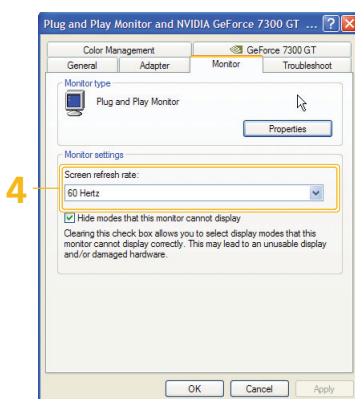 Plug and Play Monitor and NVIDIA GeForce 7300 GT ...
Color Management
GeForce 7300 GT
General
Adapter
Monitor
Troubleshoot
Monitor type
Plug and Play Monitor
Properties
Monitor settings
4
Screen refresh rate:
60 Hertz
Hide modes that this monitor cannot display
Clearing this check box allows you to select display modes that this
monitor cannot display correctly. This may lead to an unusable display
and/or damaged hardware.
OK
Cancel
Apply